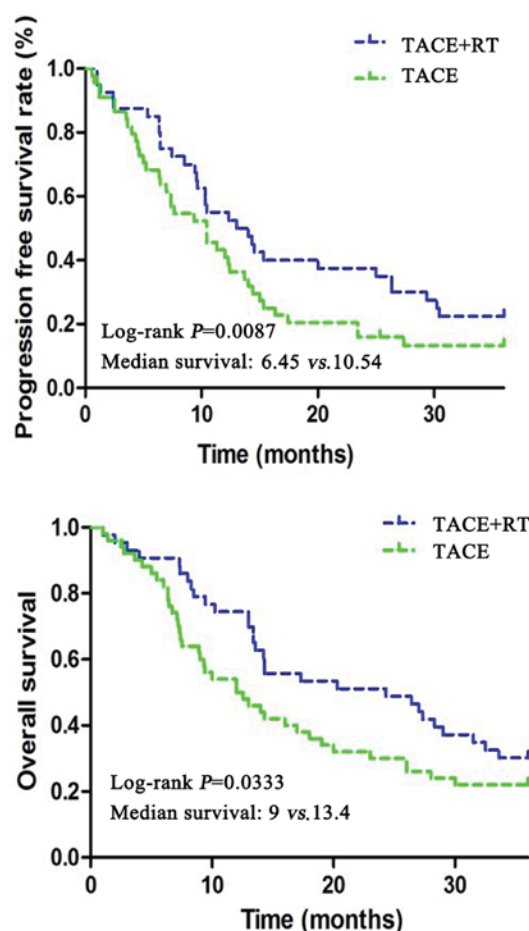 Progression free survival rate (%)
TACE+RT
TACE
1.0
0.8
0.6
0.4
0.2
0.0
Log-rank P=0.0087
Median survival: 6.45 vs.10.54
0 10 20 30
Time (months)
Overall survival
TACE+RT
TACE
1.0
0.8
0.6
0.4
0.2
0.0
Log-rank P=0.0333
Median survival: 9 vs.13.4
0 10 20 30
Time (months)